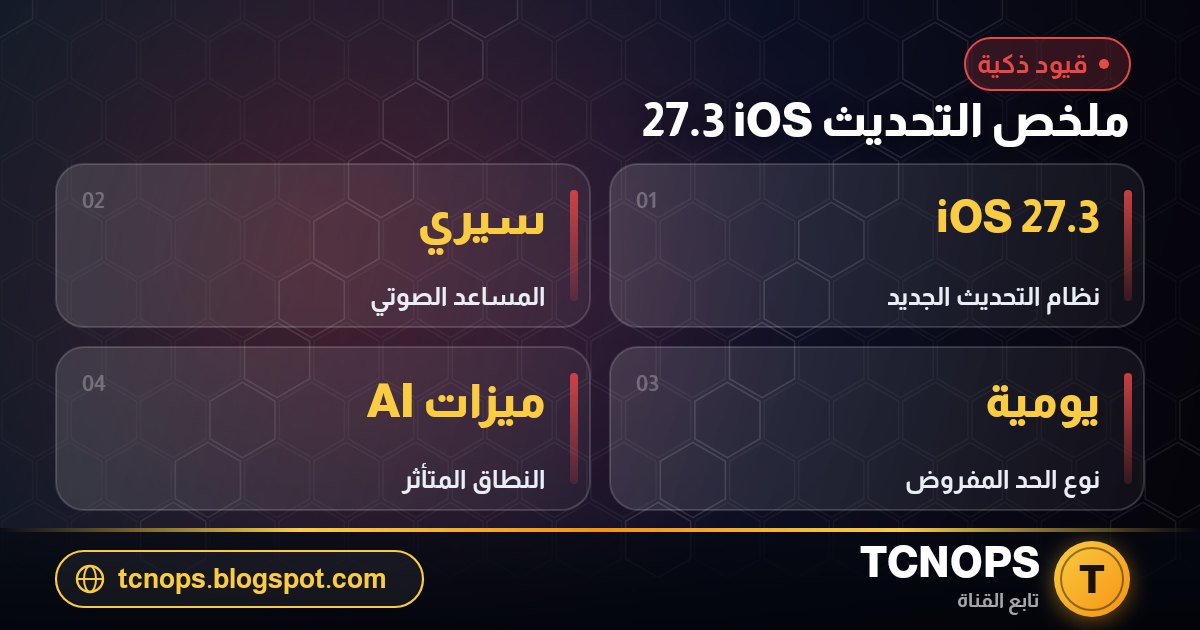 قيود ذكية
ملخص التحديث iOS 27.3
01
iOS 27.3
نظام التحديث الجديد
02
سيري
المساعد الصوتي
03
يومية
نوع الحد المفروض
04
ميزات AI
النطاق المتأثر
T
TCNOPS
تابع القناة
tcnops.blogspot.com